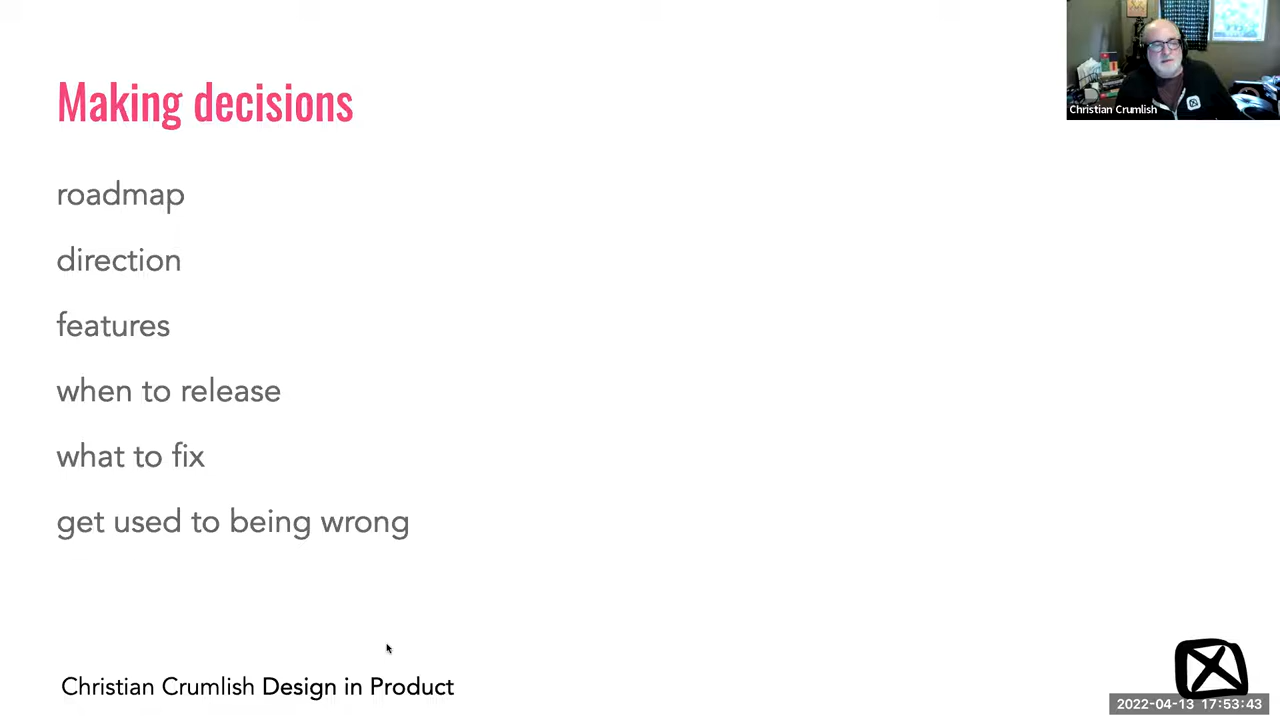 Making decisions
Christian Crumlish
roadmap
direction
features
when to release
what to fix
get used to being wrong
Christian Crumlish Design in Product
2022-04-13 17:53:43